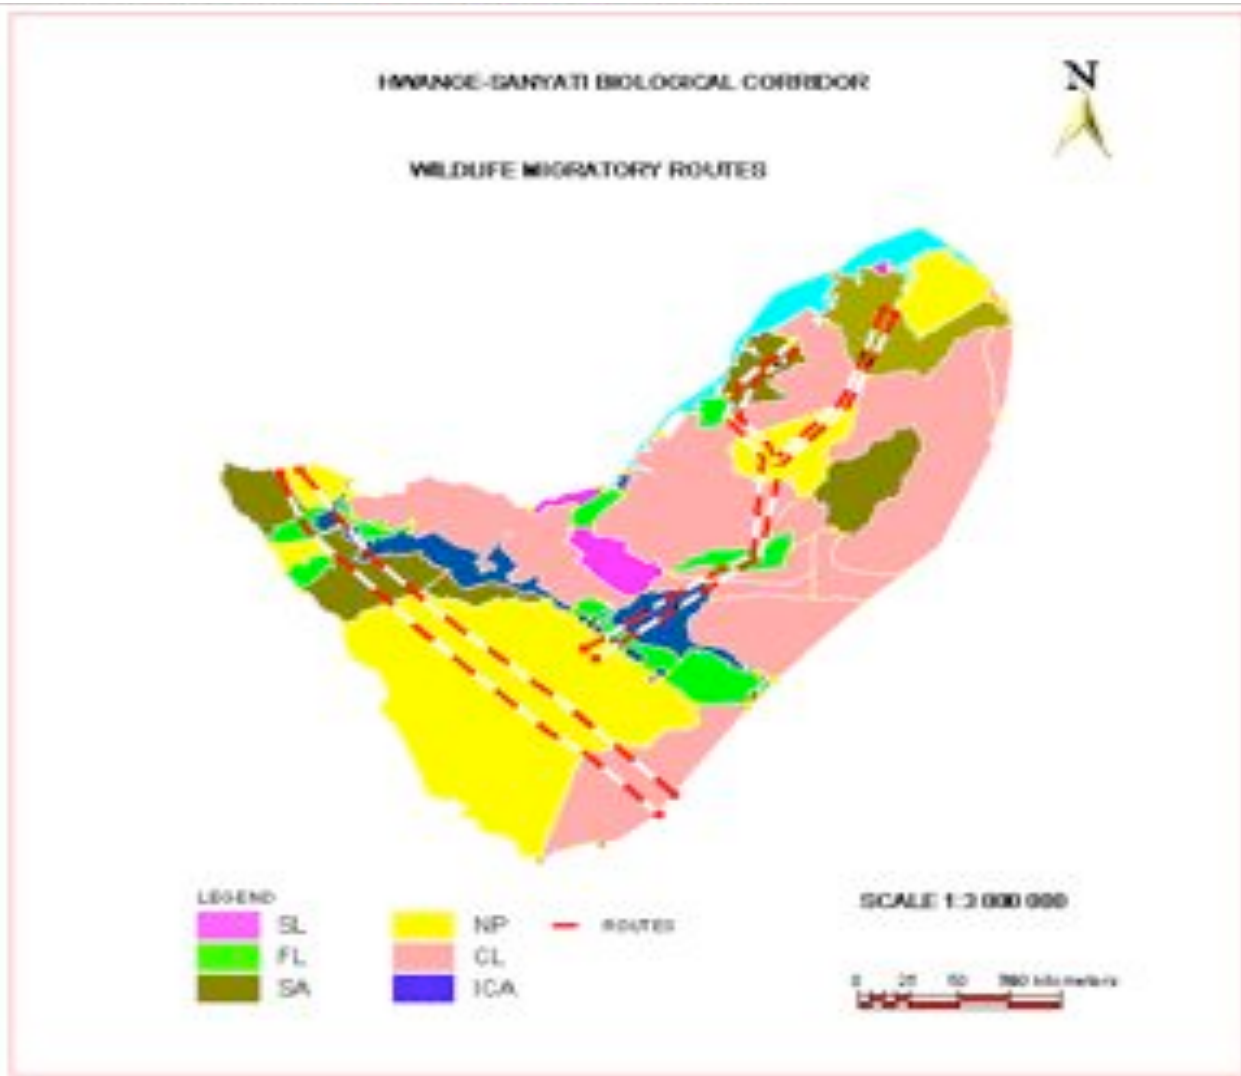 HWANGE-SANYATI BIOLOGICAL CORRIDOR
N
WILDLIFE MIGRATORY ROUTES
LEGEND
SL NP ROUTES
FL CL
SA ICA
SCALE 1:3 000 000
0 25 50 kilometers